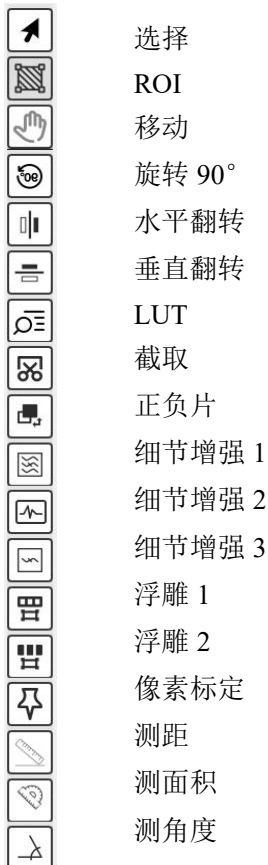 选择
ROI
移动
旋转 90°
水平翻转
垂直翻转
LUT
截取
正负片
细节增强 1
细节增强 2
细节增强 3
浮雕 1
浮雕 2
像素标定
测距
测面积
测角度